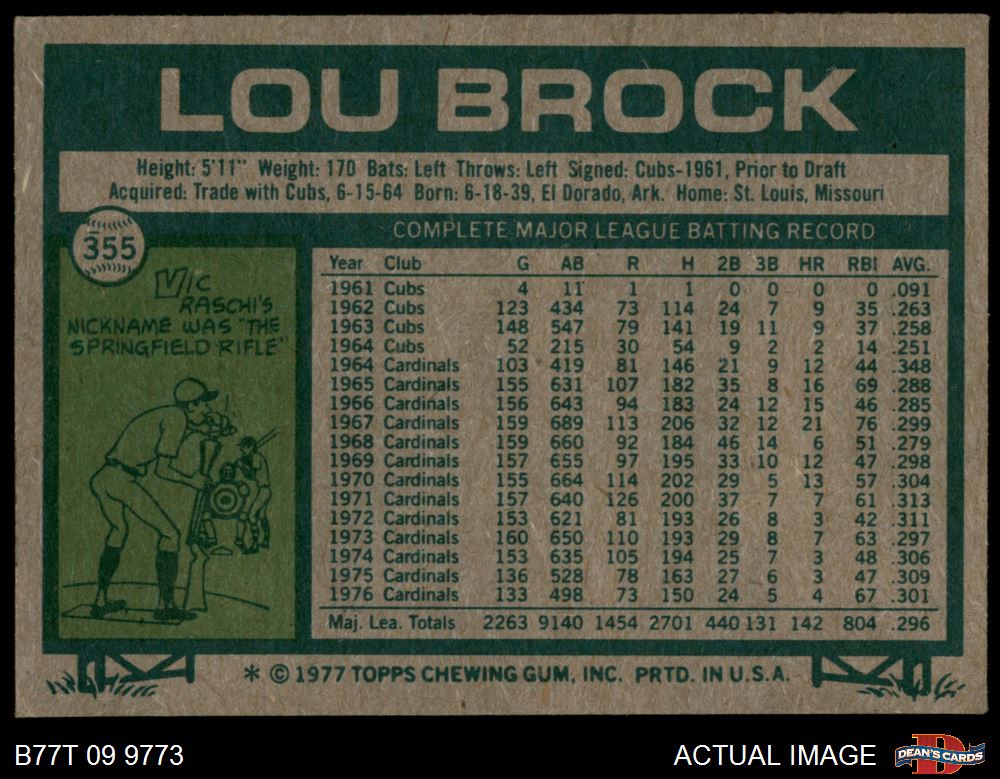 LOU BROCK
Height: 5'11" Weight: 170 Bats: Left Throws: Left Signed: Cubs-1961, Prior to Draft
Acquired: Trade with Cubs, 6-15-64 Born: 6-18-39, El Dorado, Ark. Home: St. Louis, Missouri
355
VIC
RASCHI'S
NICKNAME WAS "THE
SPRINGFIELD RIFLE"
COMPLETE MAJOR LEAGUE BATTING RECORD
Year Club G AB R H 2B 3B HR RBI AVG.
1961 Cubs 4 11 1 1 0 0 0 0 .091
1962 Cubs 123 434 73 114 24 7 9 35 .263
1963 Cubs 148 547 79 141 19 11 9 37 .258
1964 Cubs 52 215 30 54 9 2 2 14 .251
1964 Cardinals 103 419 81 146 21 9 12 44 .348
1965 Cardinals 155 631 107 182 35 8 16 69 .288
1966 Cardinals 156 643 94 183 24 12 15 46 .285
1967 Cardinals 159 689 113 206 32 12 21 76 .299
1968 Cardinals 159 660 92 184 46 14 6 51 .279
1969 Cardinals 157 655 97 195 33 10 12 47 .298
1970 Cardinals 155 664 114 202 29 5 13 57 .304
1971 Cardinals 157 640 126 200 37 7 7 61 .313
1972 Cardinals 153 621 81 193 26 8 3 42 .311
1973 Cardinals 160 650 110 193 29 8 7 63 .297
1974 Cardinals 153 635 105 194 25 7 3 48 .306
1975 Cardinals 136 528 78 163 27 6 3 47 .309
1976 Cardinals 133 498 73 150 24 5 4 67 .301
Maj. Lea. Totals 2263 9140 1454 2701 440 131 142 804 .296
* © 1977 TOPPS CHEWING GUM, INC. PRTD. IN U.S.A.
B77T 09 9773
ACTUAL IMAGE
D
DEAN'S CARDS